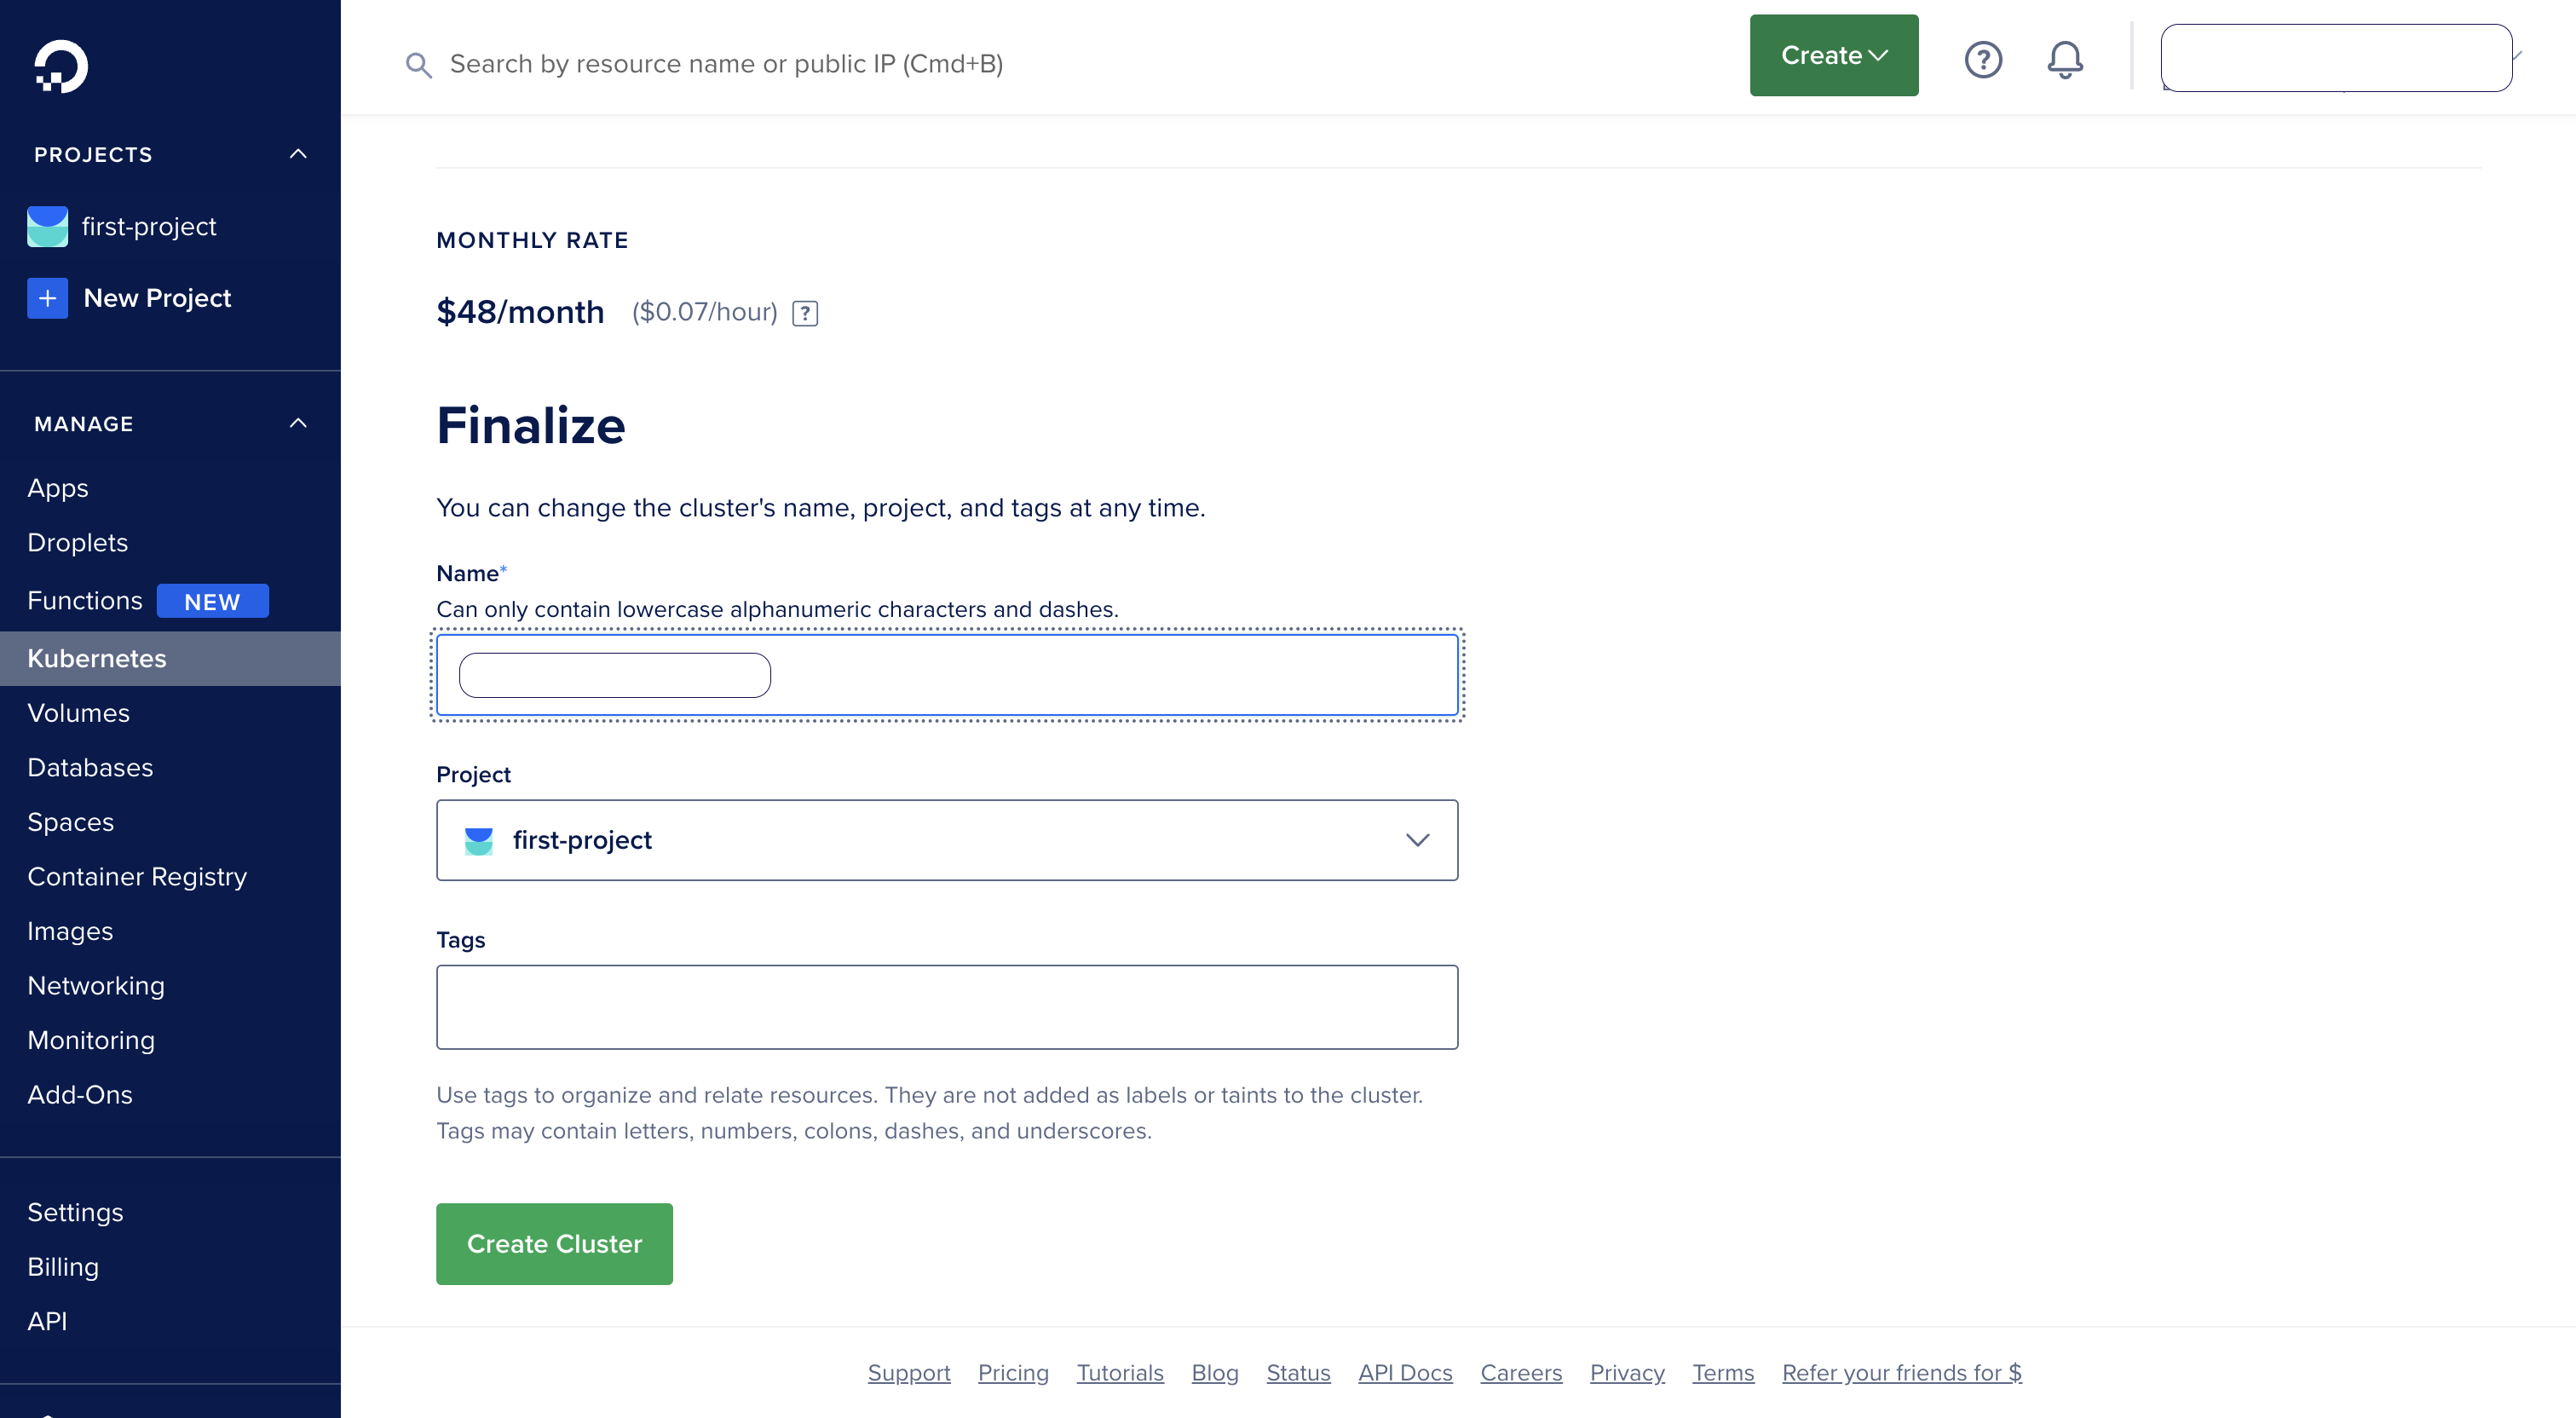 Search by resource name or public IP (Cmd+B)
Create
PROJECTS
first-project
+ New Project
MANAGE
Apps
Droplets
Functions NEW
Kubernetes
Volumes
Databases
Spaces
Container Registry
Images
Networking
Monitoring
Add-Ons
Settings
Billing
API
MONTHLY RATE
$48/month ($0.07/hour) ?
Finalize
You can change the cluster's name, project, and tags at any time.
Name*
Can only contain lowercase alphanumeric characters and dashes.
Project
first-project
Tags
Use tags to organize and relate resources. They are not added as labels or taints to the cluster.
Tags may contain letters, numbers, colons, dashes, and underscores.
Create Cluster
Support Pricing Tutorials Blog Status API Docs Careers Privacy Terms Refer your friends for $